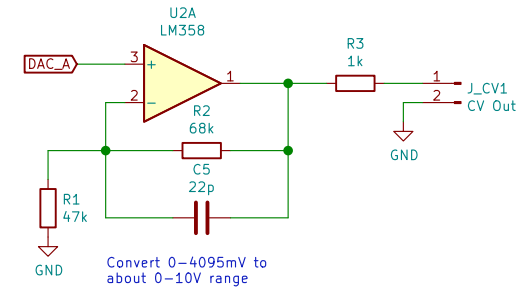 U2A
LM358
DAC_A
3
+
2
−
1
R3
1k
1
2
J_CV1
CV Out
GND
R2
68k
C5
22p
R1
47k
GND
Convert 0-4095mV to
about 0-10V range